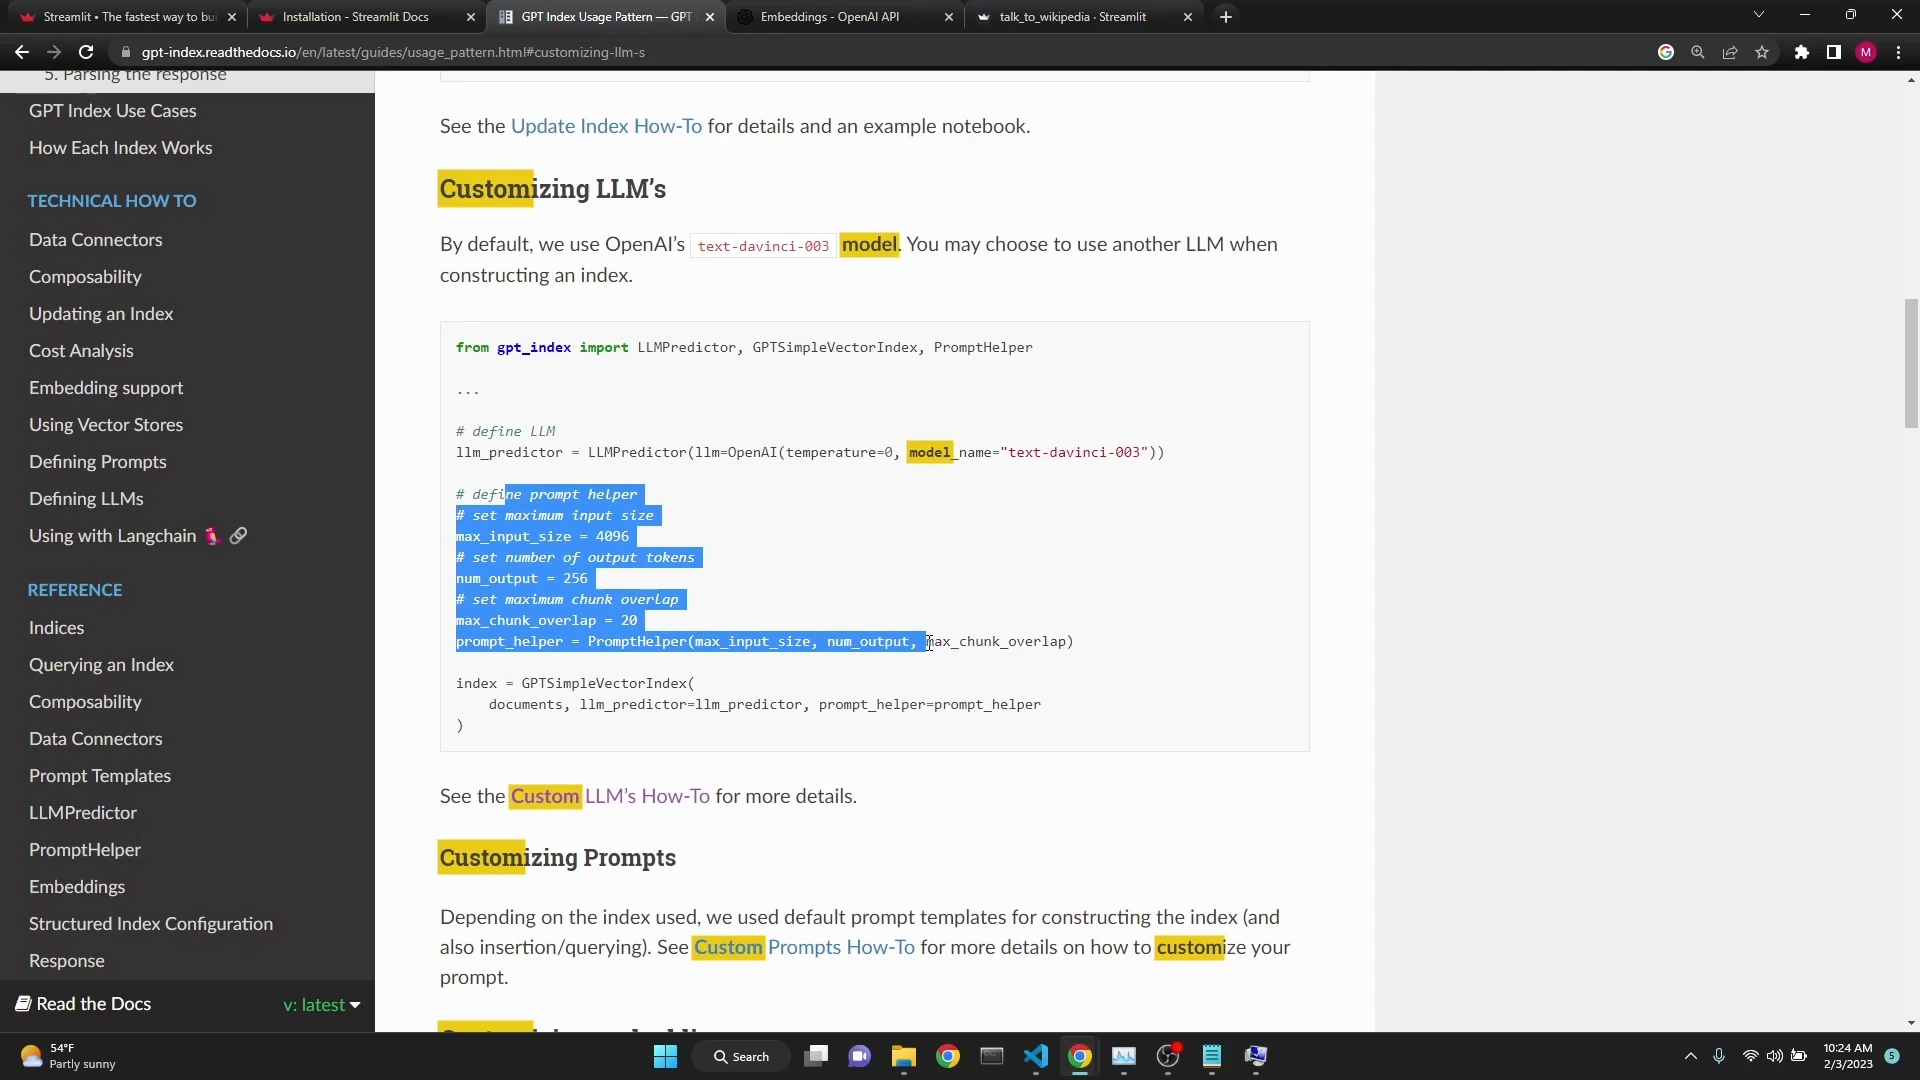 Streamlit • The fastest way to bui
Installation - Streamlit Docs
GPT Index Usage Pattern — GPT
Embeddings - OpenAI API
talk_to_wikipedia · Streamlit
gpt-index.readthedocs.io/en/latest/guides/usage_pattern.html#customizing-llm-s
M
5. Parsing the response
GPT Index Use Cases
How Each Index Works
TECHNICAL HOW TO
Data Connectors
Composability
Updating an Index
Cost Analysis
Embedding support
Using Vector Stores
Defining Prompts
Defining LLMs
Using with Langchain
REFERENCE
Indices
Querying an Index
Composability
Data Connectors
Prompt Templates
LLMPredictor
PromptHelper
Embeddings
Structured Index Configuration
Response
Read the Docs
v: latest
See the Update Index How-To for details and an example notebook.
Customizing LLM’s
By default, we use OpenAI’s text-davinci-003 model. You may choose to use another LLM when
constructing an index.
from gpt_index import LLMPredictor, GPTSimpleVectorIndex, PromptHelper
...
# define LLM
llm_predictor = LLMPredictor(llm=OpenAI(temperature=0, model_name="text-davinci-003"))
# define prompt helper
# set maximum input size
max_input_size = 4096
# set number of output tokens
num_output = 256
# set maximum chunk overlap
max_chunk_overlap = 20
prompt_helper = PromptHelper(max_input_size, num_output, max_chunk_overlap)
index = GPTSimpleVectorIndex(
documents, llm_predictor=llm_predictor, prompt_helper=prompt_helper
)
See the Custom LLM’s How-To for more details.
Customizing Prompts
Depending on the index used, we used default prompt templates for constructing the index (and
also insertion/querying). See Custom Prompts How-To for more details on how to customize your
prompt.
54°F
Partly sunny
Search
10:24 AM
2/3/2023
5